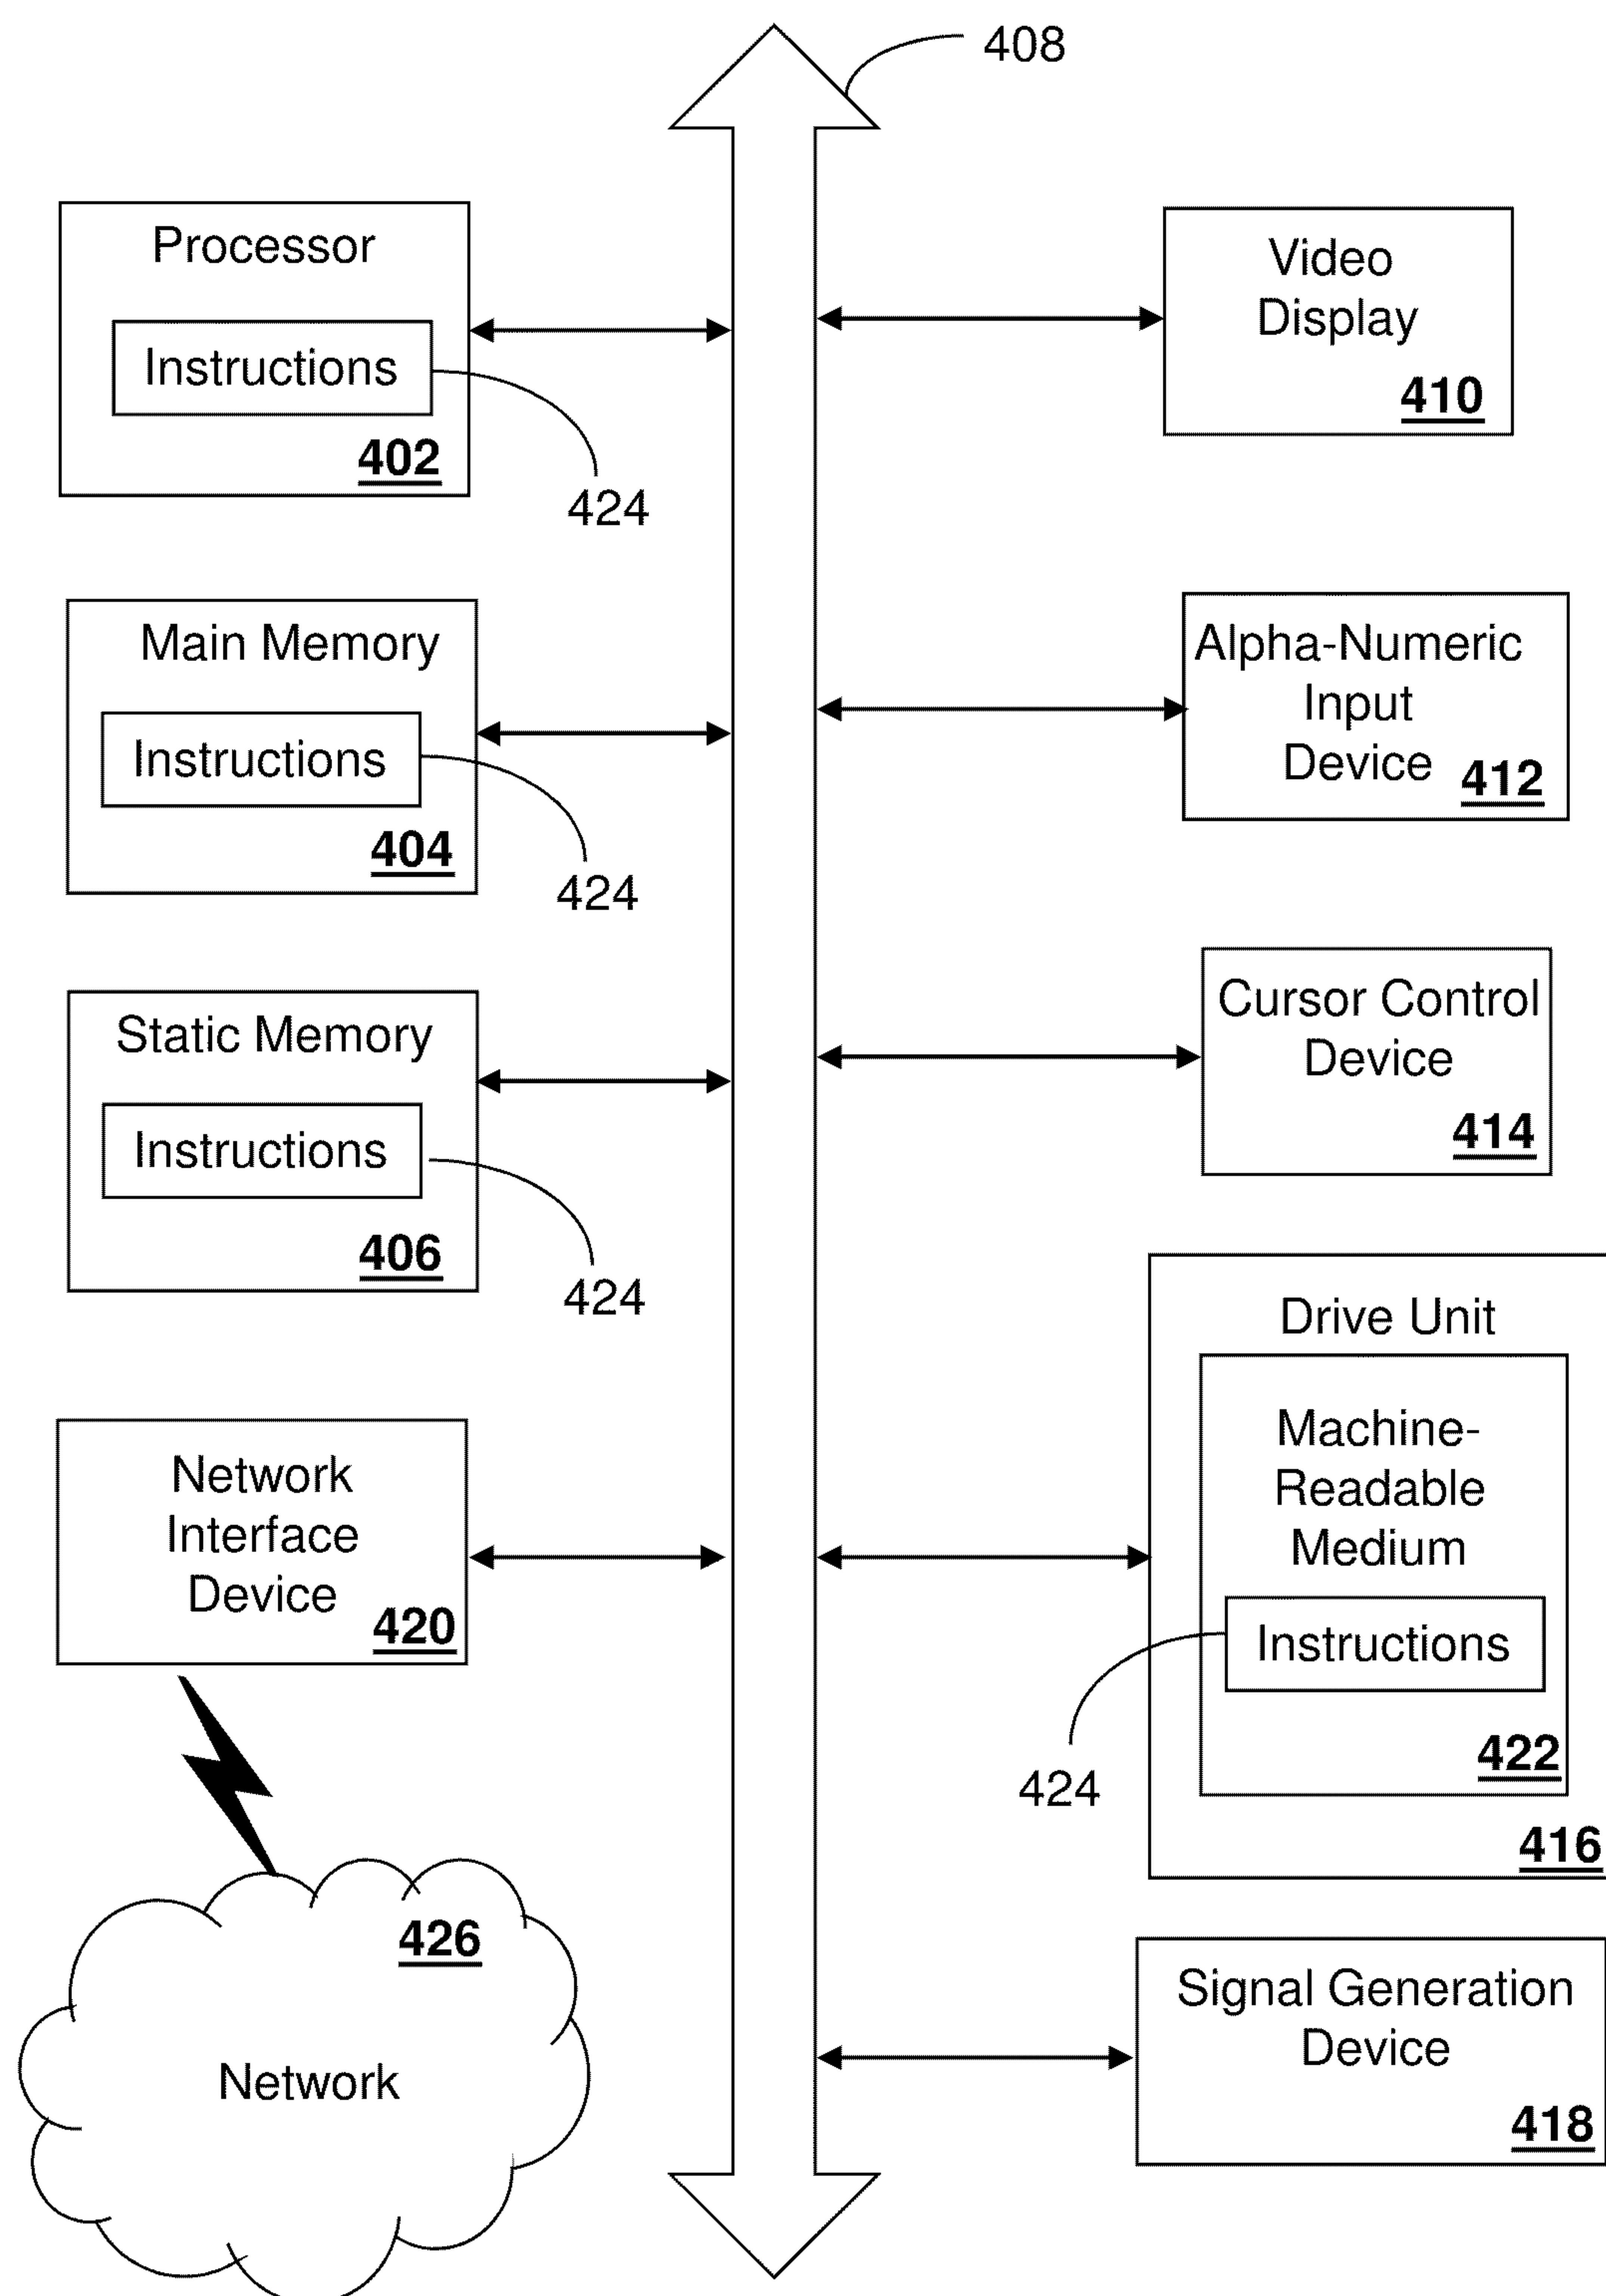 408
Processor
Instructions
402
424
Main Memory
Instructions
404
424
Static Memory
Instructions
406
424
Network
Interface
Device
420
426
Network
Video
Display
410
Alpha-Numeric
Input
Device
412
Cursor Control
Device
414
Drive Unit
Machine-
Readable
Medium
Instructions
422
424
416
Signal Generation
Device
418